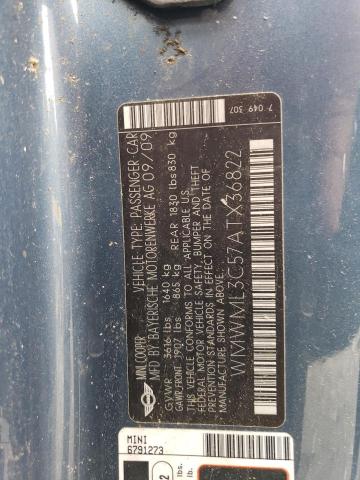 MINI COOPER
VEHICLE TYPE: PASSENGER CAR
MFD. BY BAYERISCHE MOTORENWERKE AG 09/09
GVWR 3616 lbs 1640 kg
GAWR FRONT 1907 lbs 865 kg REAR 1830 lbs 830 kg
THIS VEHICLE CONFORMS TO ALL APPLICABLE U.S.
FEDERAL MOTOR VEHICLE SAFETY, BUMPER AND THEFT
PREVENTION STANDARDS IN EFFECT ON THE DATE OF
MANUFACTURE SHOWN ABOVE.
WMWML3C57ATX36822
7 049 307
MINI
6791273
lbs.